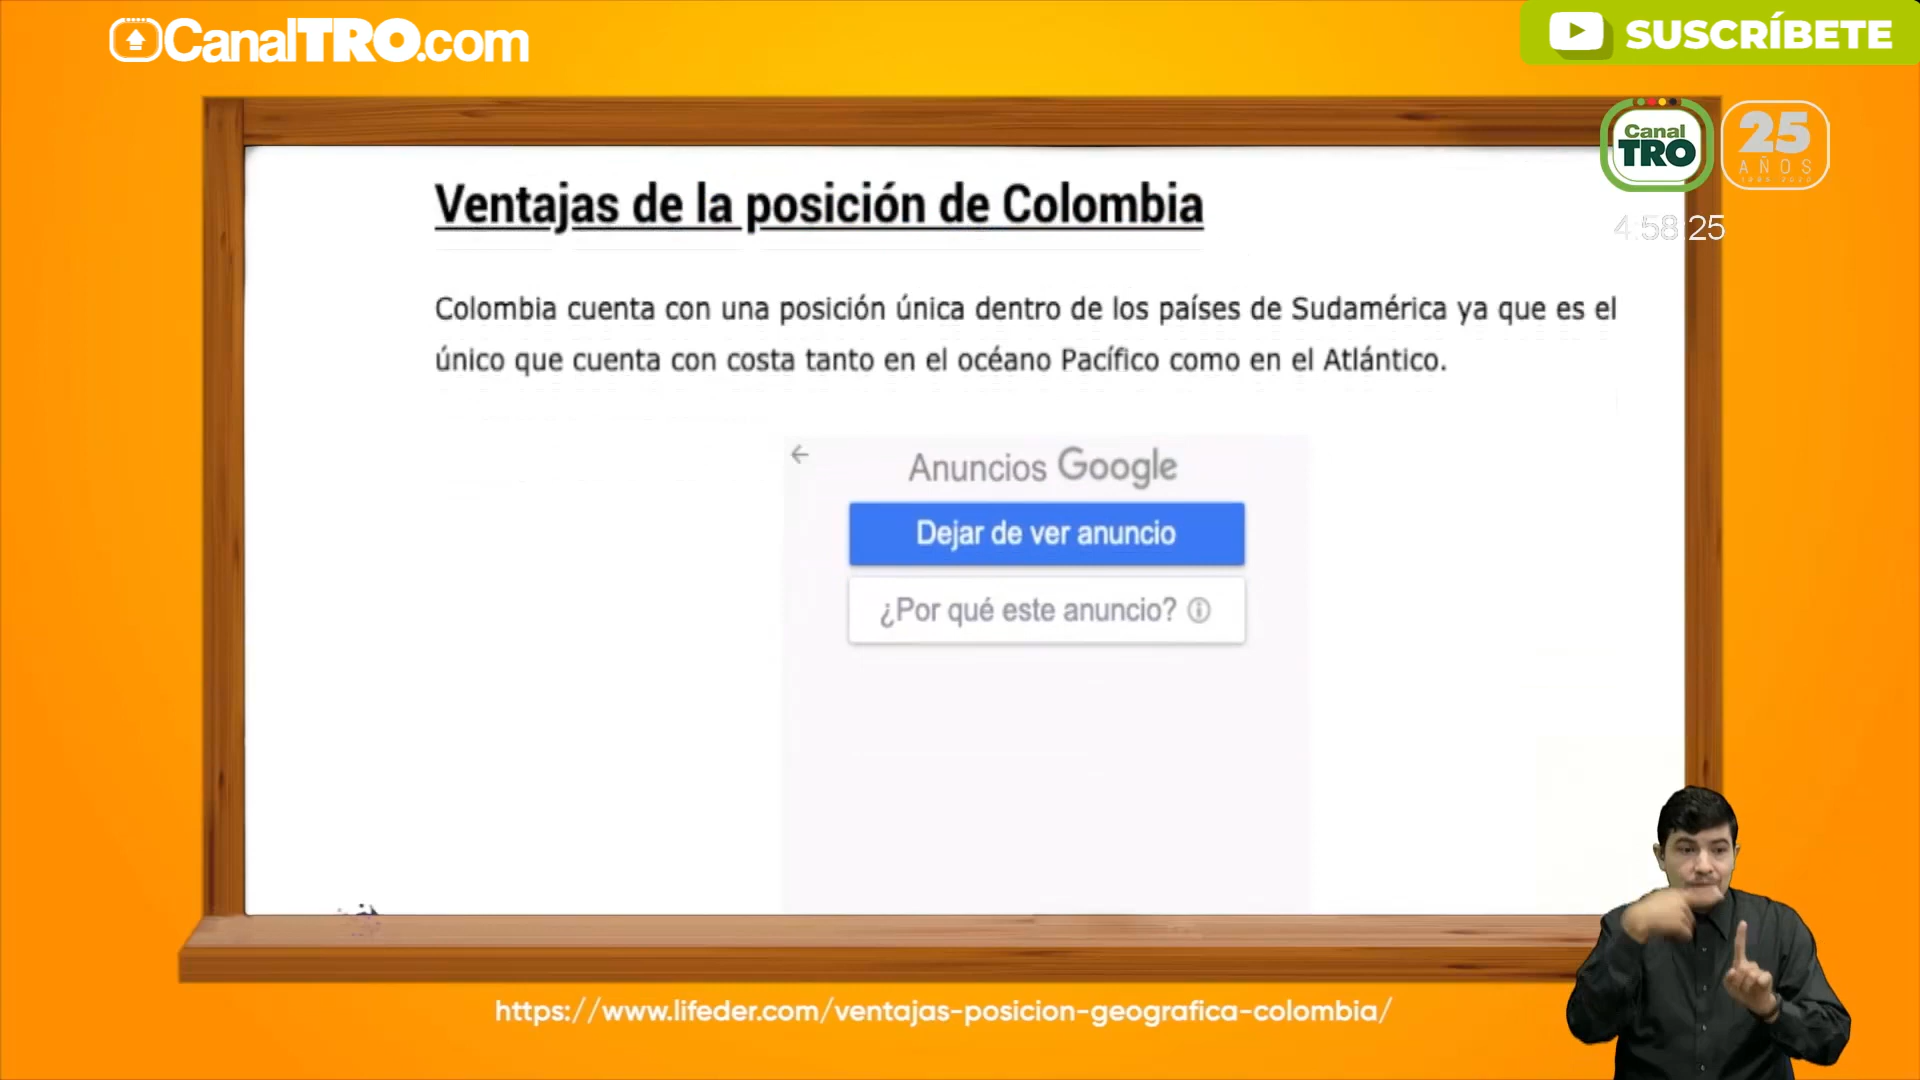 CanalTRO.com
SUSCRÍBETE
Canal
TRO
25
AÑOS
4:58:25
Ventajas de la posición de Colombia
Colombia cuenta con una posición única dentro de los países de Sudamérica ya que es el
único que cuenta con costa tanto en el océano Pacífico como en el Atlántico.
Anuncios Google
Dejar de ver anuncio
¿Por qué este anuncio?
https://www.lifeder.com/ventajas-posicion-geografica-colombia/